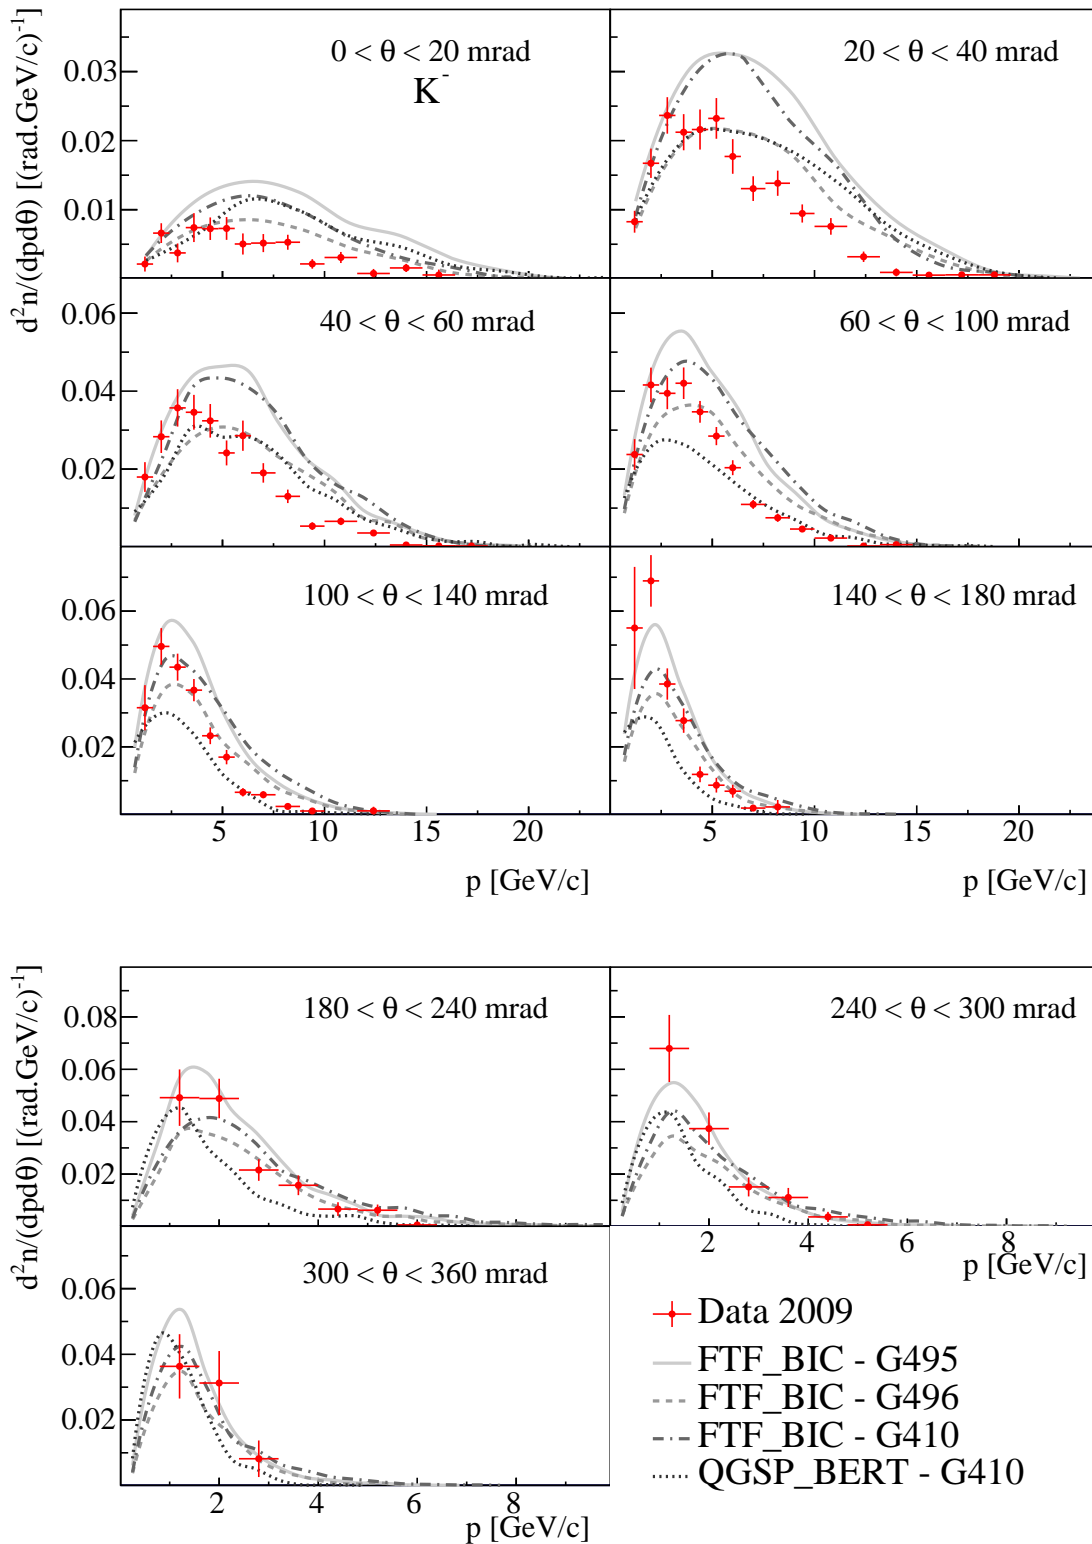 d²n/(dpdθ) [(rad.GeV/c)⁻¹]
0 < θ < 20 mrad
K⁻
20 < θ < 40 mrad
0.03
0.02
0.01
40 < θ < 60 mrad
60 < θ < 100 mrad
0.06
0.04
0.02
100 < θ < 140 mrad
140 < θ < 180 mrad
0.06
0.04
0.02
5 10 15 20
5 10 15 20
p [GeV/c]
p [GeV/c]
d²n/(dpdθ) [(rad.GeV/c)⁻¹]
180 < θ < 240 mrad
240 < θ < 300 mrad
0.08
0.06
0.04
0.02
2 4 6 8
p [GeV/c]
300 < θ < 360 mrad
0.06
0.04
0.02
2 4 6 8
p [GeV/c]
Data 2009
FTF_BIC - G495
FTF_BIC - G496
FTF_BIC - G410
QGSP_BERT - G410